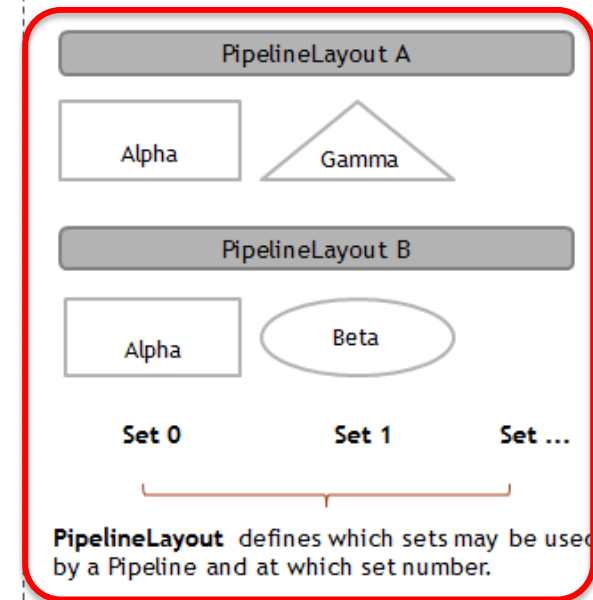 PipelineLayout A
Alpha
Gamma
PipelineLayout B
Alpha
Beta
Set 0 Set 1 Set ...
PipelineLayout defines which sets may be used
by a Pipeline and at which set number.